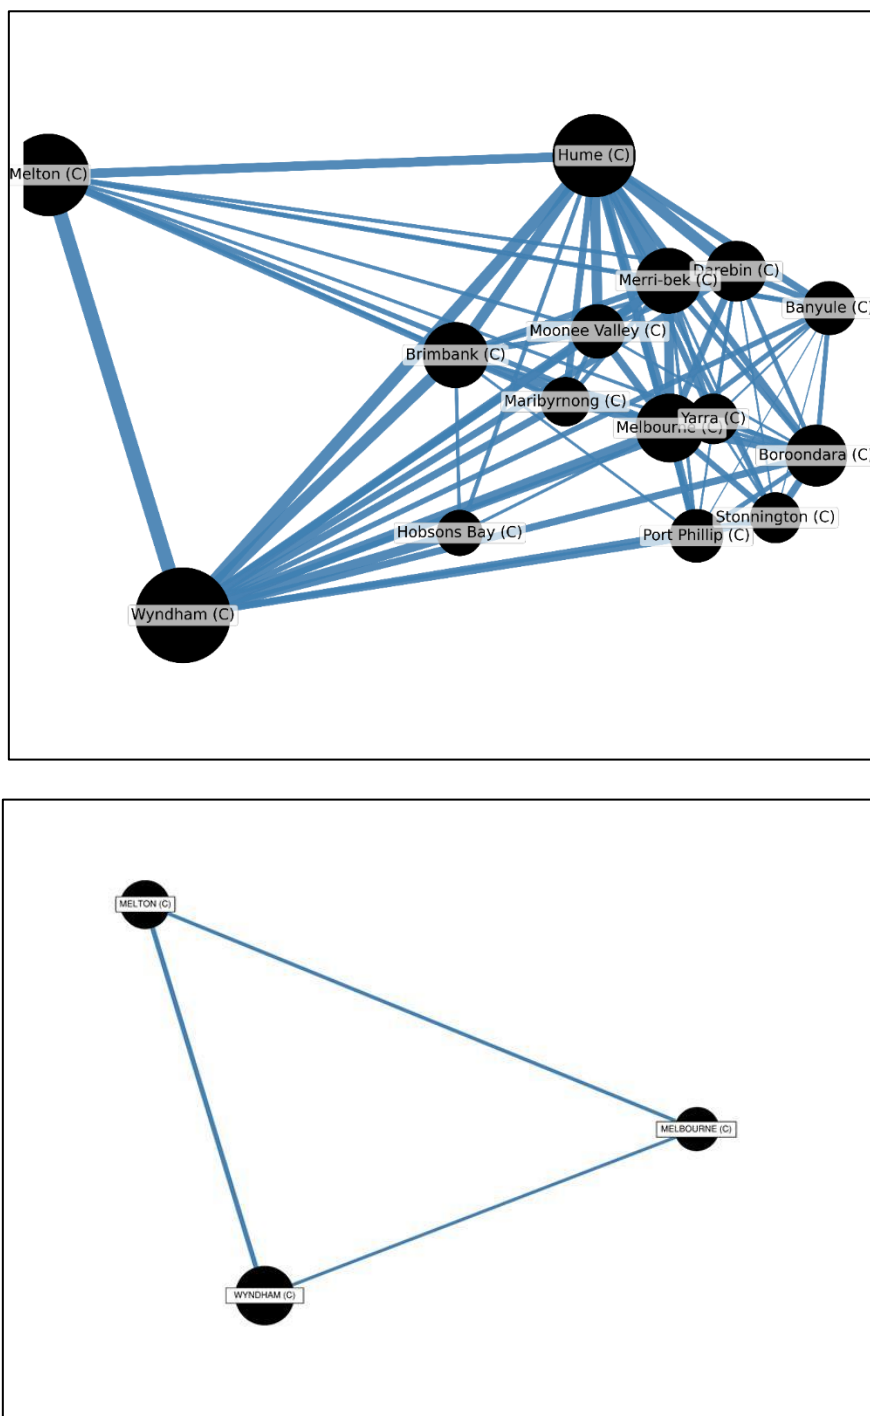 Hume (C)
Melton (C)
Darebin (C)
Merri-bek (C)
Banyule (C)
Moonee Valley (C)
Brimbank (C)
Maribyrnong (C)
Yarra (C)
Melbourne (C)
Boroondara (C)
Stonnington (C)
Hobsons Bay (C)
Port Phillip (C)
Wyndham (C)
MELTON (C)
MELBOURNE (C)
WYNDHAM (C)